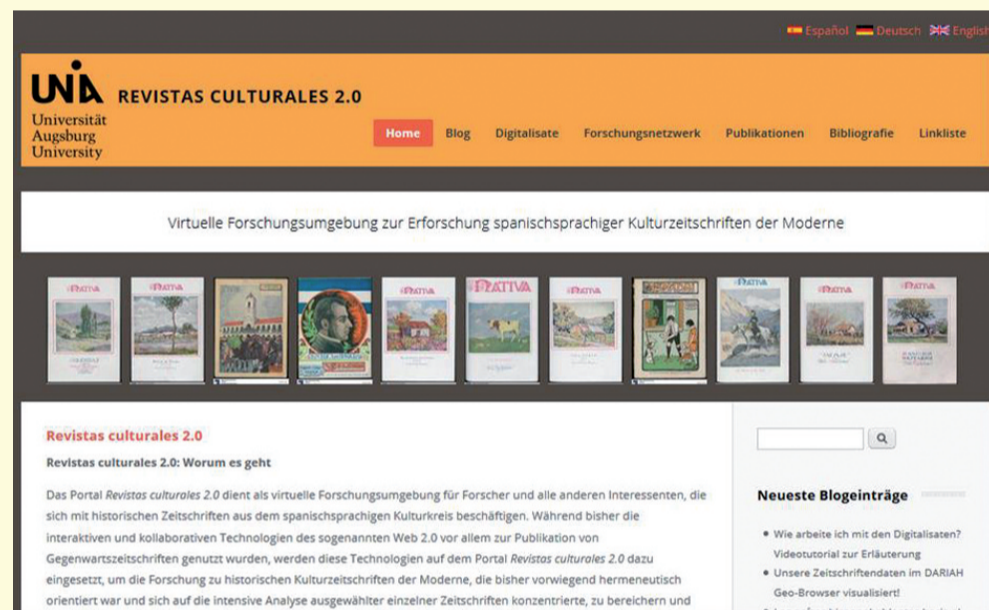 Español Deutsch English
UNIA REVISTAS CULTURALES 2.0
Universität
Augsburg
University
Home Blog Digitalisate Forschungsnetzwerk Publikationen Bibliografie Linkliste
Virtuelle Forschungsumgebung zur Erforschung spanischsprachiger Kulturzeitschriften der Moderne
Revistas culturales 2.0
Revistas culturales 2.0: Worum es geht
Das Portal Revistas culturales 2.0 dient als virtuelle Forschungsumgebung für Forscher und alle anderen Interessenten, die
sich mit historischen Zeitschriften aus dem spanischsprachigen Kulturkreis beschäftigen. Während bisher die
interaktiven und kollaborativen Technologien des sogenannten Web 2.0 vor allem zur Publikation von
Gegenwartszeitschriften genutzt wurden, werden diese Technologien auf dem Portal Revistas culturales 2.0 dazu
eingesetzt, um die Forschung zu historischen Kulturzeitschriften der Moderne, die bisher vorwiegend hermeneutisch
orientiert war und sich auf die intensive Analyse ausgewählter einzelner Zeitschriften konzentrierte, zu bereichern und
Neueste Blogeinträge
Wie arbeite ich mit den Digitalisaten?
Videotutorial zur Erläuterung
Unsere Zeitschriftendaten im DARIAH
Geo-Browser visualisiert!